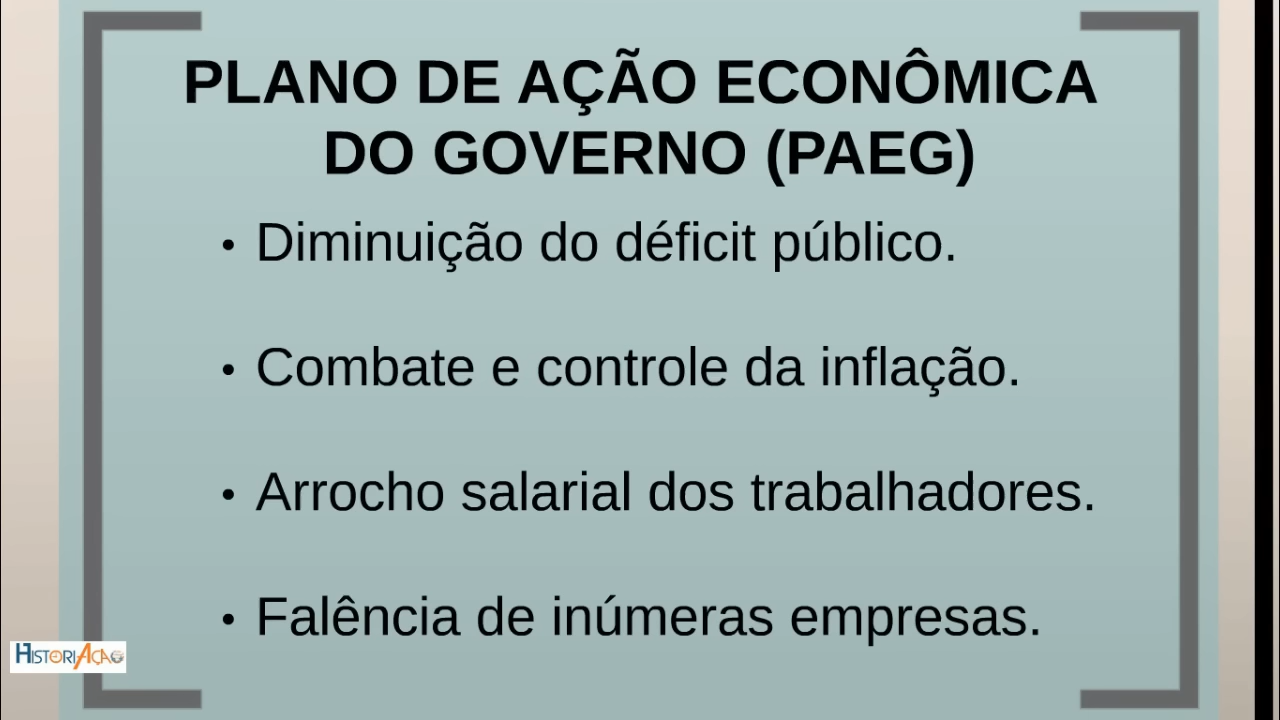 PLANO DE AÇÃO ECONÔMICA
DO GOVERNO (PAEG)
• Diminuição do déficit público.
• Combate e controle da inflação.
• Arrocho salarial dos trabalhadores.
• Falência de inúmeras empresas.
HISTORIAÇÃO